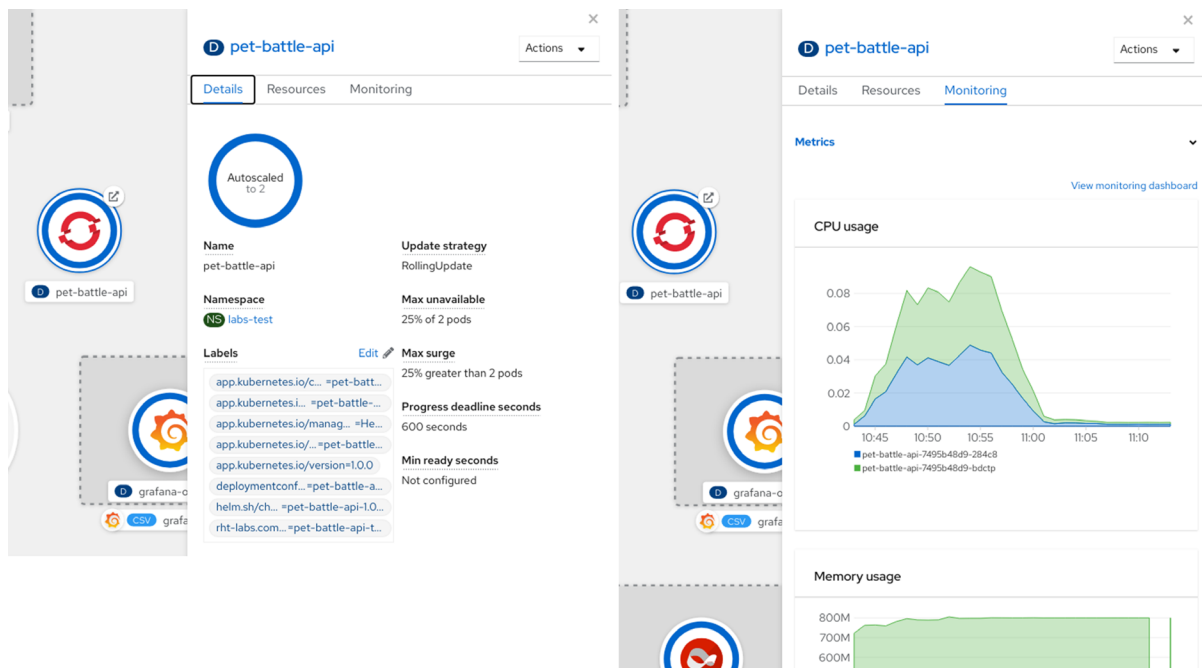 D pet-battle-api
Actions
Details Resources Monitoring
Autoscaled
to 2
Name
pet-battle-api
Update strategy
RollingUpdate
Namespace
NS labs-test
Max unavailable
25% of 2 pods
Labels
Edit
Max surge
25% greater than 2 pods
app.kubernetes.io/c... =pet-batt...
app.kubernetes.i... =pet-battle-...
app.kubernetes.io/manag... =He...
app.kubernetes.io/...=pet-battle...
app.kubernetes.io/version=1.0.0
deploymentconf...=pet-battle-a...
helm.sh/ch... =pet-battle-api-1.0...
rht-labs.com...=pet-battle-api-t...
Progress deadline seconds
600 seconds
Min ready seconds
Not configured
D pet-battle-api
D grafana-o
CSV grafa
D pet-battle-api
Actions
Details Resources Monitoring
Metrics
View monitoring dashboard
CPU usage
0.08
0.06
0.04
0.02
0
10:45 10:50 10:55 11:00 11:05 11:10
pet-battle-api-7495b48d9-284c8
pet-battle-api-7495b48d9-bdctp
Memory usage
800M
700M
600M
D pet-battle-api
D grafana-o
CSV grafa